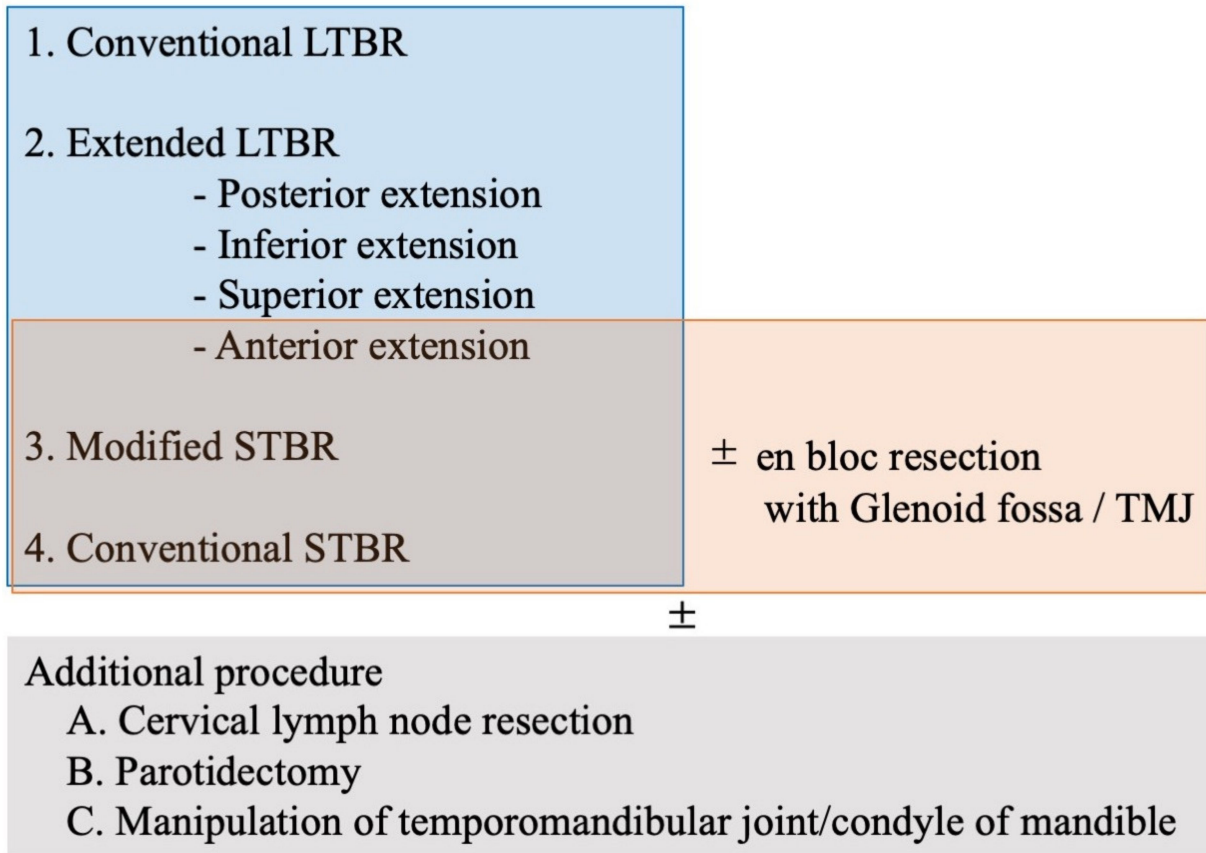 1. Conventional LTBR
2. Extended LTBR
- Posterior extension
- Inferior extension
- Superior extension
- Anterior extension
3. Modified STBR
4. Conventional STBR
± en bloc resection
with Glenoid fossa / TMJ
±
Additional procedure
A. Cervical lymph node resection
B. Parotidectomy
C. Manipulation of temporomandibular joint/condyle of mandible